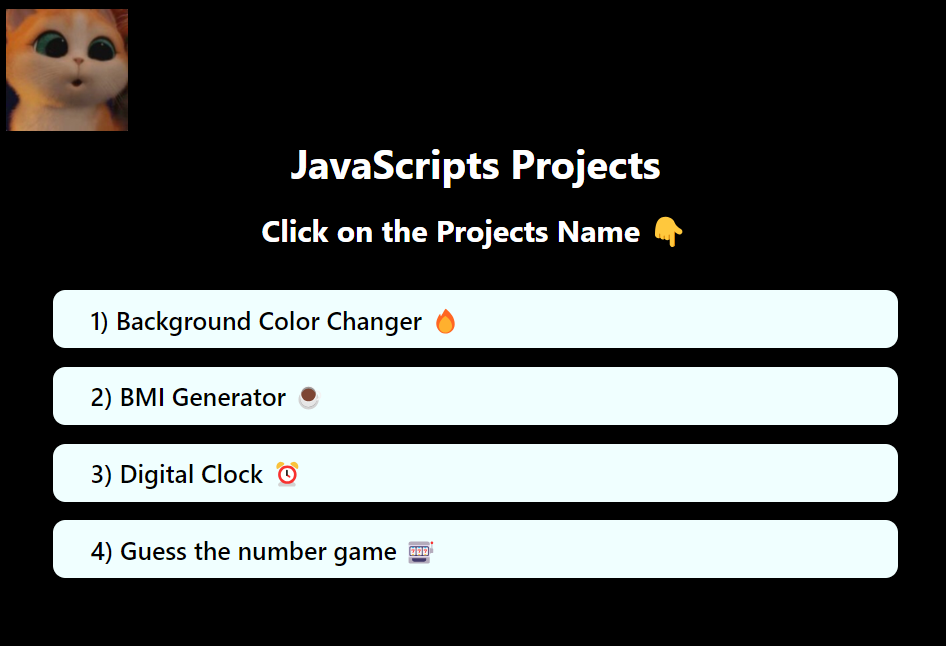 JavaScripts Projects
Click on the Projects Name 👇
1) Background Color Changer 🔥
2) BMI Generator ☕
3) Digital Clock ⏰
4) Guess the number game 🎰